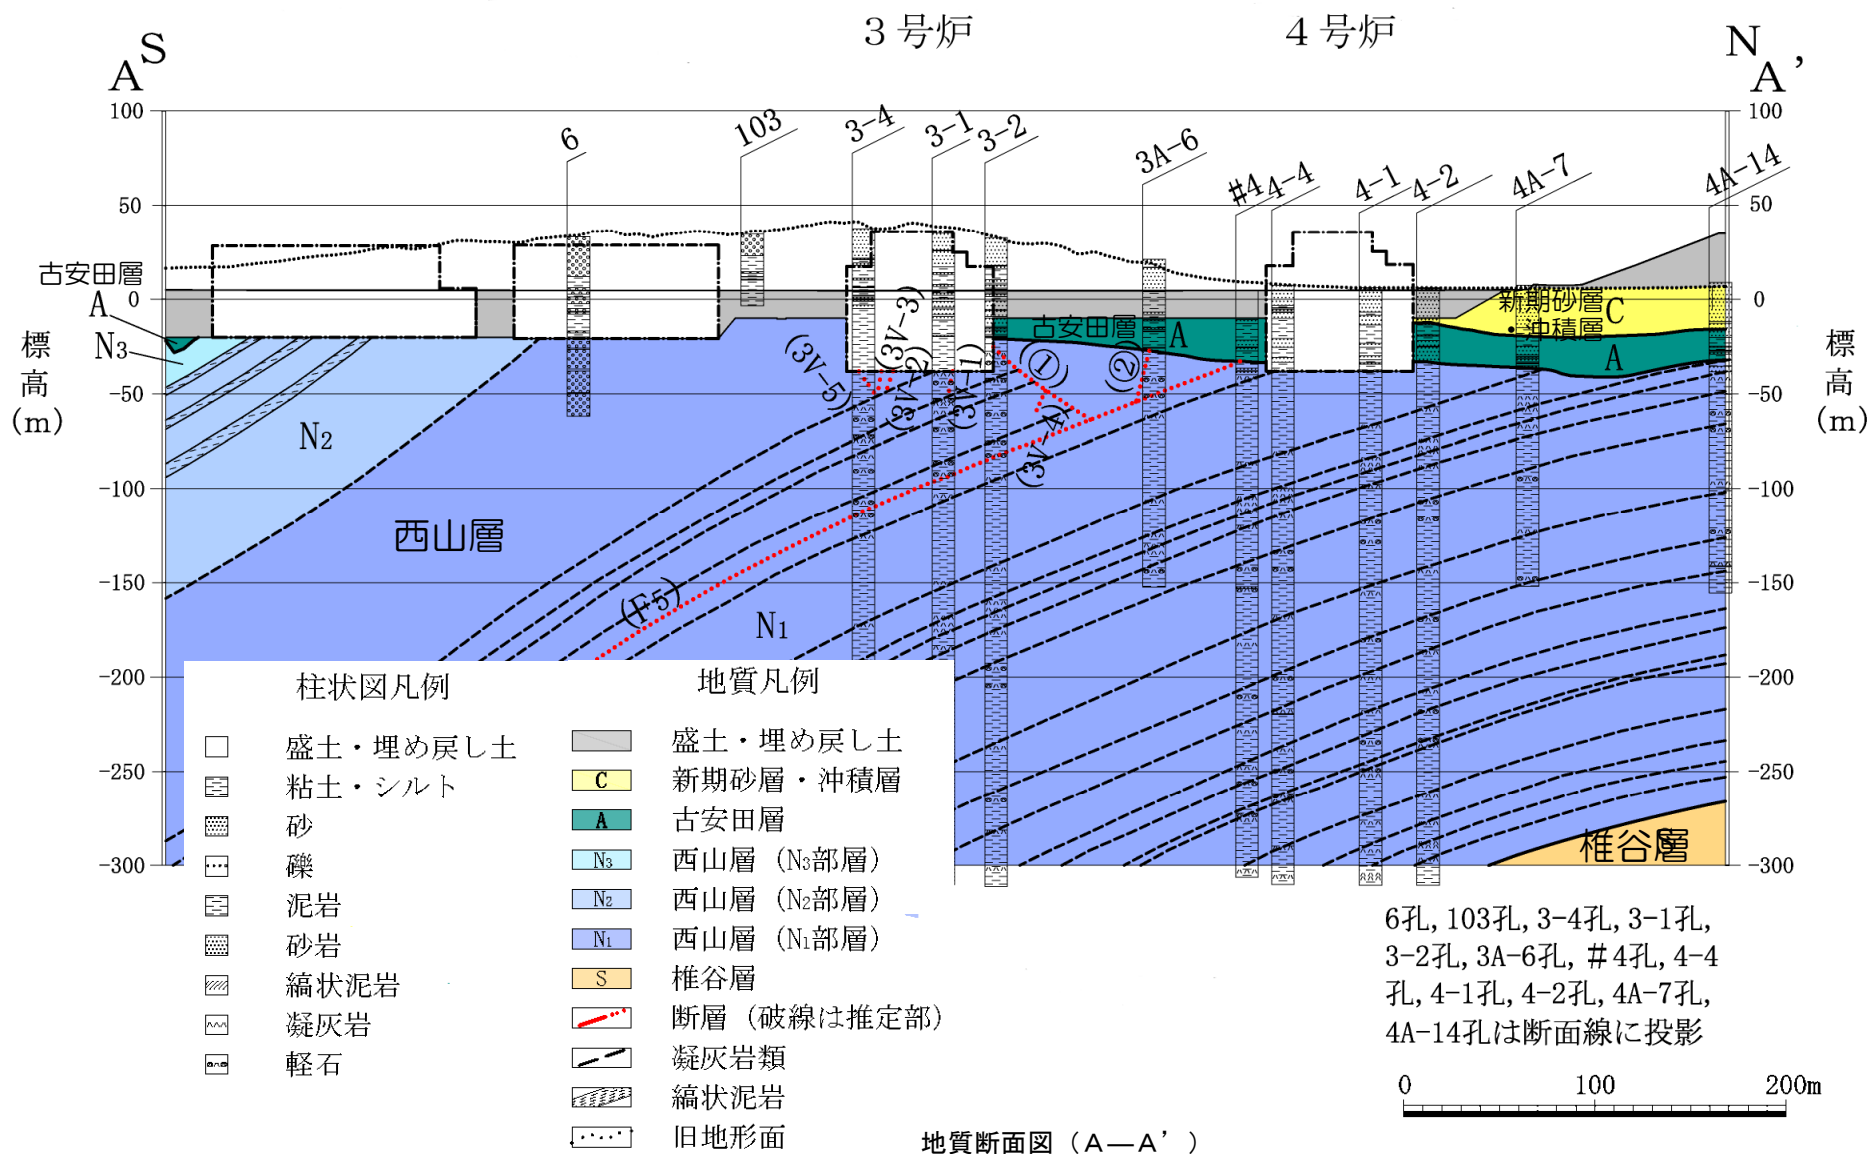 3号炉
4号炉
S
A
N
A’
6
103
3-4
3-1
3-2
3A-6
#4
4-4
4-1
4-2
4A-7
4A-14
100
50
0
-50
-100
-150
-200
-250
-300
標高(m)
100
50
0
-50
-100
-150
-200
-250
-300
標高(m)
古安田層
A
N3
N2
西山層
N1
(F5)
(3V-5)
(3V-3)
(3V-2)
(3V-1)
(3V-4)
(①)
(②)
古安田層
A
新期砂層
・沖積層
C
A
椎谷層
柱状図凡例
盛土・埋め戻し土
粘土・シルト
砂
礫
泥岩
砂岩
縞状泥岩
凝灰岩
軽石
地質凡例
盛土・埋め戻し土
C 新期砂層・沖積層
A 古安田層
N3 西山層(N3部層)
N2 西山層(N2部層)
N1 西山層(N1部層)
S 椎谷層
断層(破線は推定部)
凝灰岩類
縞状泥岩
旧地形面
6孔,103孔,3-4孔,3-1孔,
3-2孔,3A-6孔,#4孔,4-4
孔,4-1孔,4-2孔,4A-7孔,
4A-14孔は断面線に投影
0 100 200m
地質断面図(A―A’)